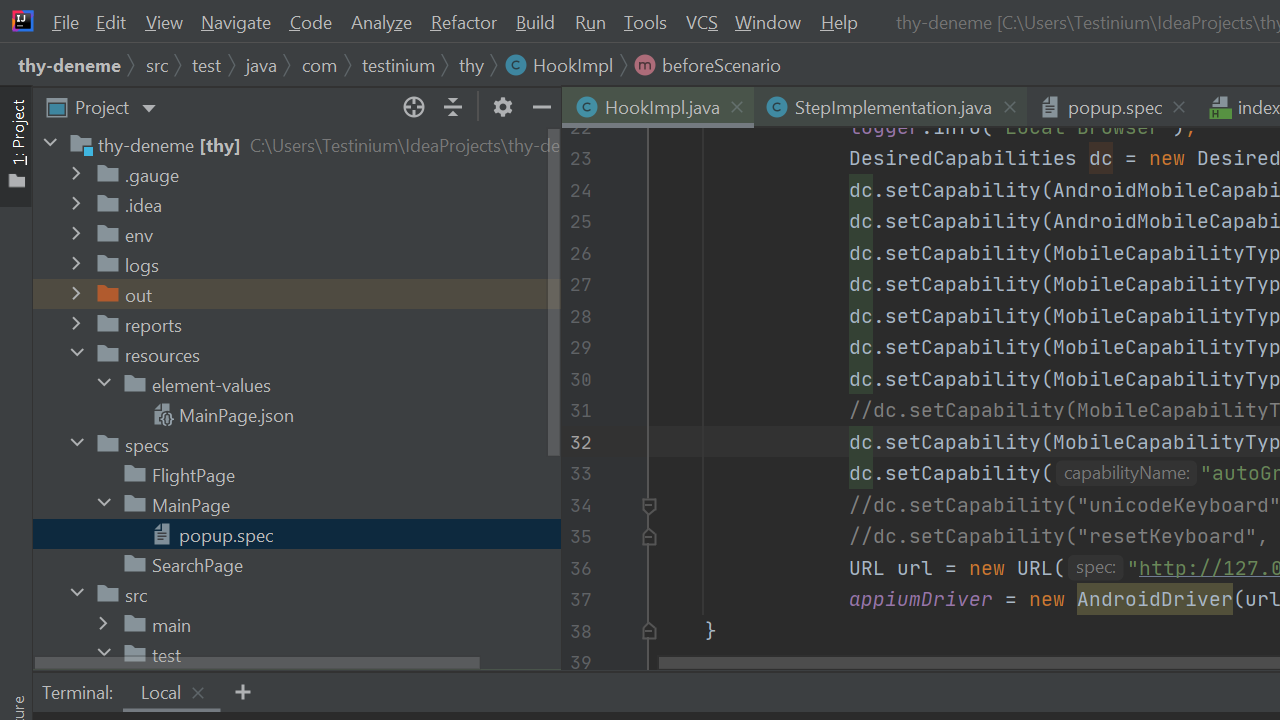 File Edit View Navigate Code Analyze Refactor Build Run Tools VCS Window Help thy-deneme [C:\Users\Testinium\IdeaProjects\thy
thy-deneme src test java com testinium thy HookImpl beforeScenario
1: Project
Project
HookImpl.java StepImplementation.java popup.spec index
thy-deneme [thy] C:\Users\Testinium\IdeaProjects\thy-de
.gauge
.idea
env
logs
out
reports
resources
element-values
MainPage.json
specs
FlightPage
MainPage
popup.spec
SearchPage
src
main
test
22 logger.info("Local Browser");
23 DesiredCapabilities dc = new Desired
24 dc.setCapability(AndroidMobileCapabi
25 dc.setCapability(AndroidMobileCapabi
26 dc.setCapability(MobileCapabilityTyp
27 dc.setCapability(MobileCapabilityTyp
28 dc.setCapability(MobileCapabilityTyp
29 dc.setCapability(MobileCapabilityTyp
30 dc.setCapability(MobileCapabilityTyp
31 //dc.setCapability(MobileCapabilityT
32 dc.setCapability(MobileCapabilityTyp
33 dc.setCapability( capabilityName: "autoGr
34 //dc.setCapability("unicodeKeyboard"
35 //dc.setCapability("resetKeyboard",
36 URL url = new URL( spec: "http://127.0
37 appiumDriver = new AndroidDriver(url
38 }
39
Terminal: Local +